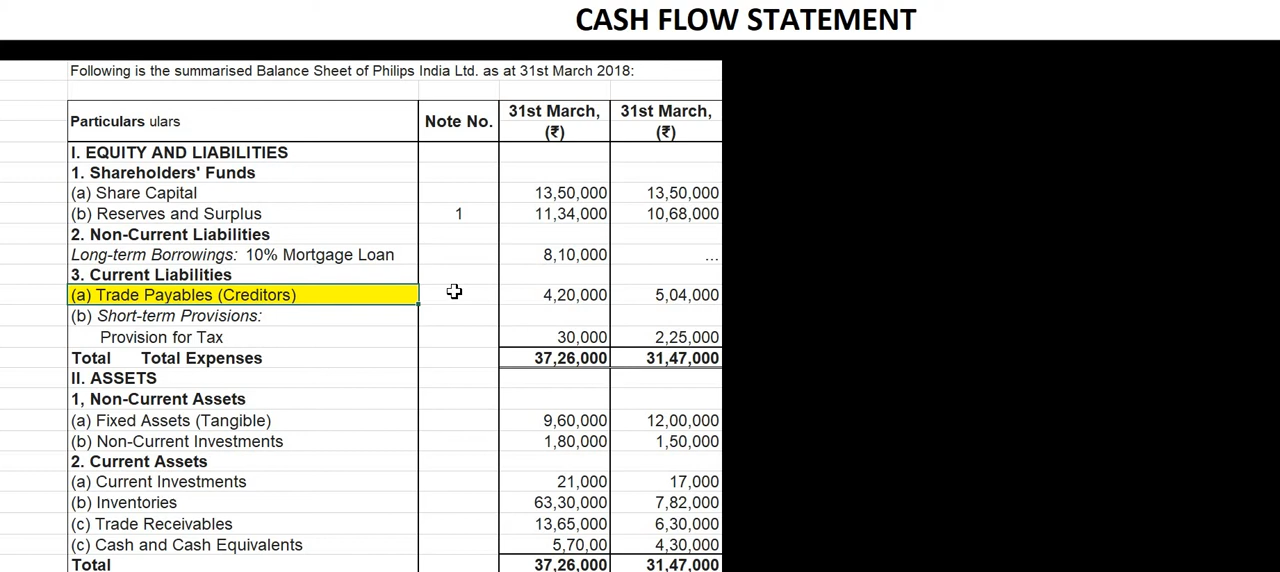 CASH FLOW STATEMENT
Following is the summarised Balance Sheet of Philips India Ltd. as at 31st March 2018:
Particulars ulars Note No. 31st March, (₹) 31st March, (₹)
I. EQUITY AND LIABILITIES
1. Shareholders' Funds
(a) Share Capital 13,50,000 13,50,000
(b) Reserves and Surplus 1 11,34,000 10,68,000
2. Non-Current Liabilities
Long-term Borrowings: 10% Mortgage Loan 8,10,000 ...
3. Current Liabilities
(a) Trade Payables (Creditors) 4,20,000 5,04,000
(b) Short-term Provisions:
Provision for Tax 30,000 2,25,000
Total Total Expenses 37,26,000 31,47,000
II. ASSETS
1, Non-Current Assets
(a) Fixed Assets (Tangible) 9,60,000 12,00,000
(b) Non-Current Investments 1,80,000 1,50,000
2. Current Assets
(a) Current Investments 21,000 17,000
(b) Inventories 63,30,000 7,82,000
(c) Trade Receivables 13,65,000 6,30,000
(c) Cash and Cash Equivalents 5,70,00 4,30,000
Total 37,26,000 31,47,000